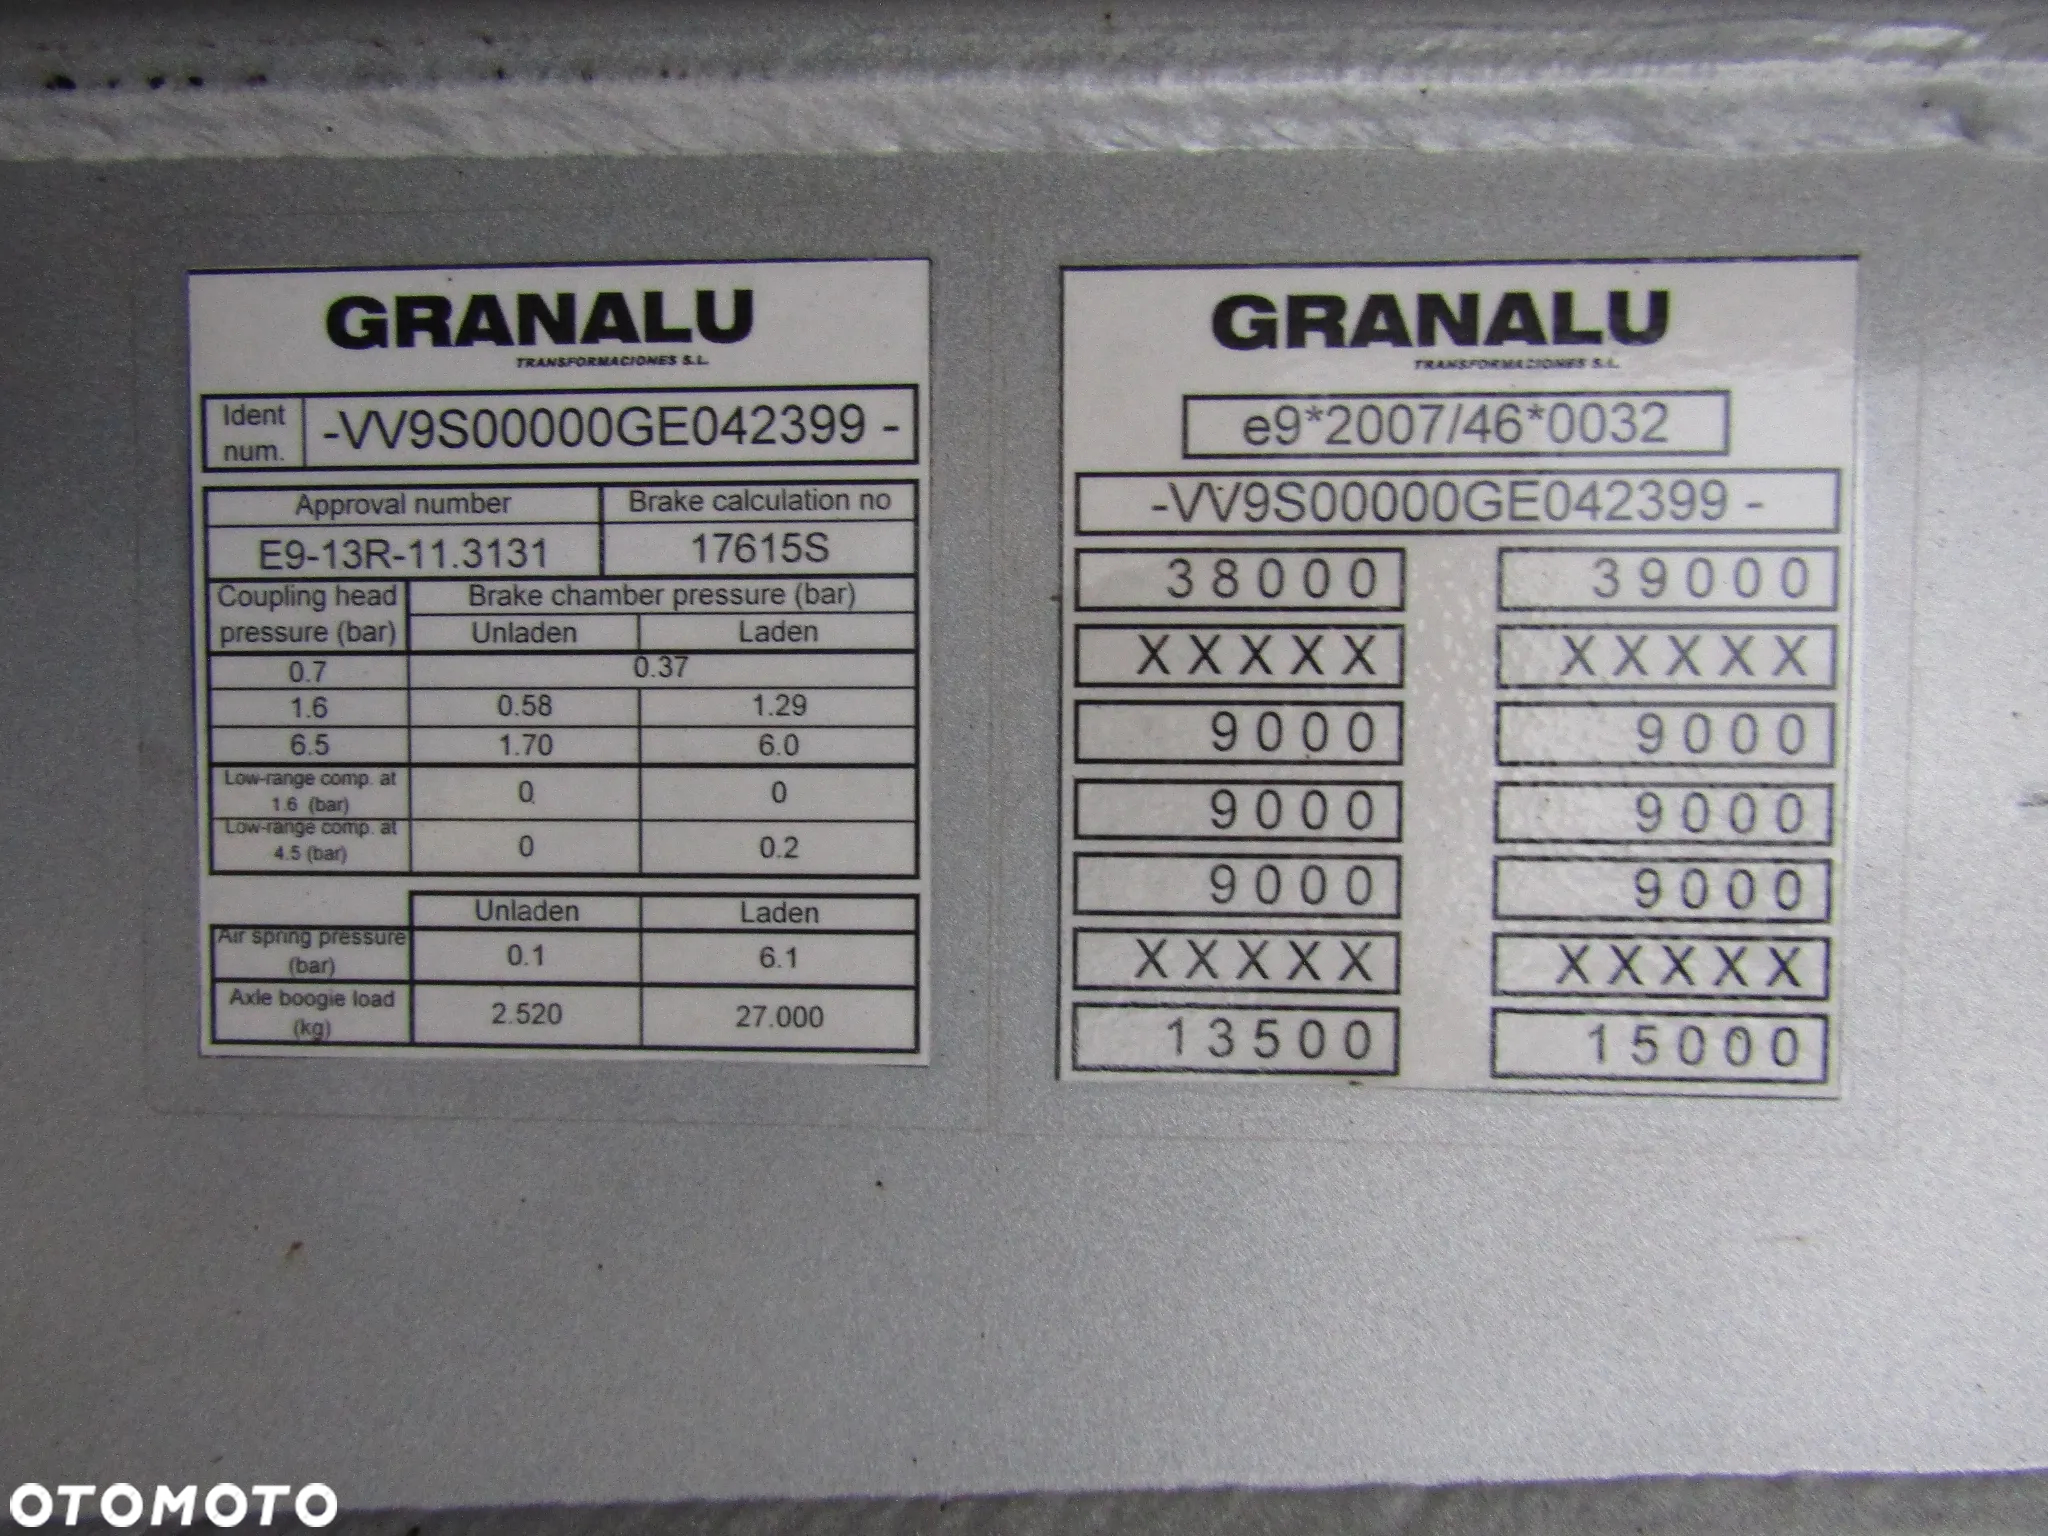 GRANALU
TRANSFORMACIONES S.L.
Ident num. -VV9S00000GE042399 -
Approval number Brake calculation no
E9-13R-11.3131 17615S
Coupling head pressure (bar) Brake chamber pressure (bar)
Unladen Laden
0.7 0.37
1.6 0.58 1.29
6.5 1.70 6.0
Low-range comp. at 1.6 (bar) 0 0
Low-range comp. at 4.5 (bar) 0 0.2
Unladen Laden
Air spring pressure (bar) 0.1 6.1
Axle boogie load (kg) 2.520 27.000
GRANALU
TRANSFORMACIONES S.L.
e9*2007/46*0032
-VV9S00000GE042399 -
38000 39000
XXXXX XXXXX
9000 9000
9000 9000
9000 9000
XXXXX XXXXX
13500 15000
OTOMOTO